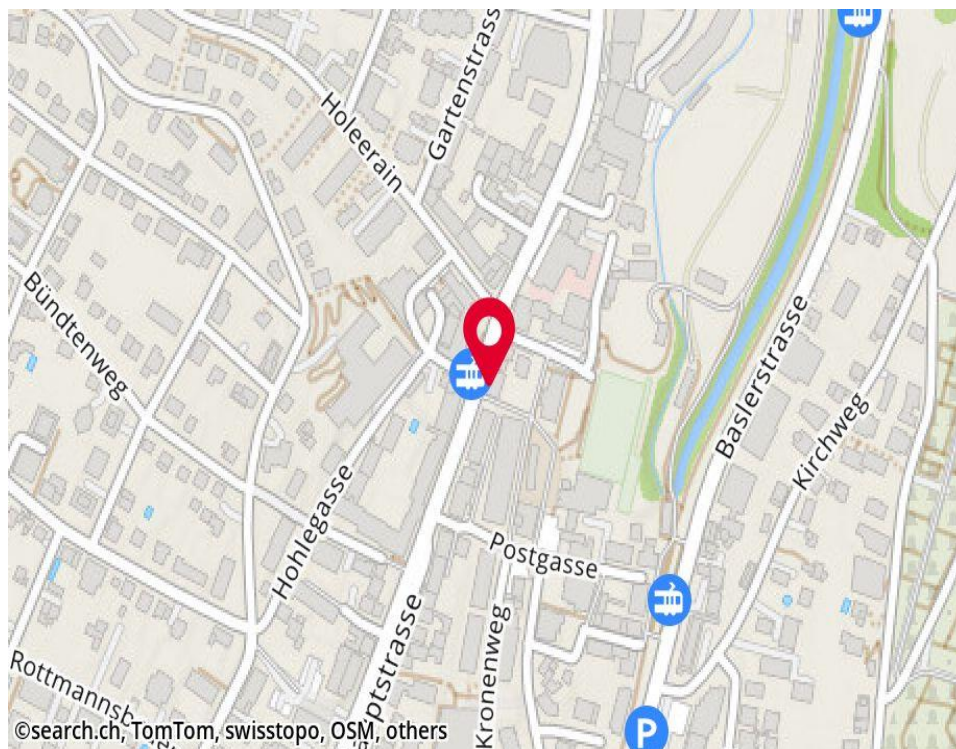 Gartenstrass
Holeerain
Bündtenweg
Baslerstrasse
Kirchweg
Hohlegasse
Postgasse
ptstrasse
Kronenweg
Rottmannsb
P
©search.ch, TomTom, swisstopo, OSM, others